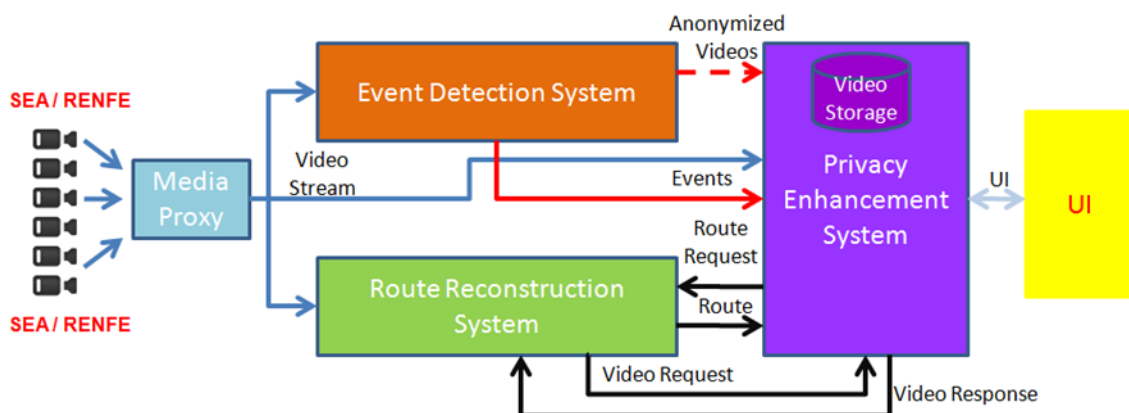 Anonymized
Videos
SEA / RENFE
Event Detection System
Video
Storage
Media
Proxy
Video
Stream
Events
Privacy
Enhancement
System
UI
UI
Route
Request
Route Reconstruction
System
Route
SEA / RENFE
Video Request
Video Response